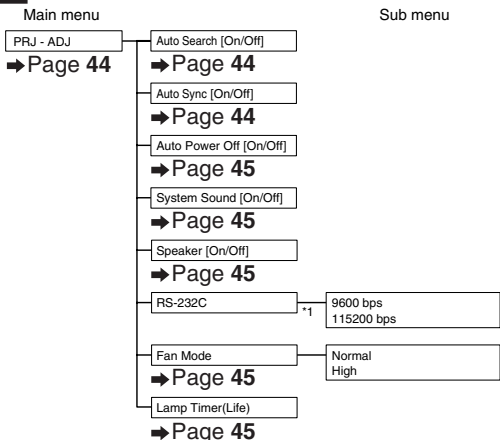 Main menu
Sub menu
PRJ - ADJ
➡Page 44
Auto Search [On/Off]
➡Page 44
Auto Sync [On/Off]
➡Page 44
Auto Power Off [On/Off]
➡Page 45
System Sound [On/Off]
➡Page 45
Speaker [On/Off]
➡Page 45
RS-232C
*1
9600 bps
115200 bps
Fan Mode
➡Page 45
Normal
High
Lamp Timer(Life)
➡Page 45